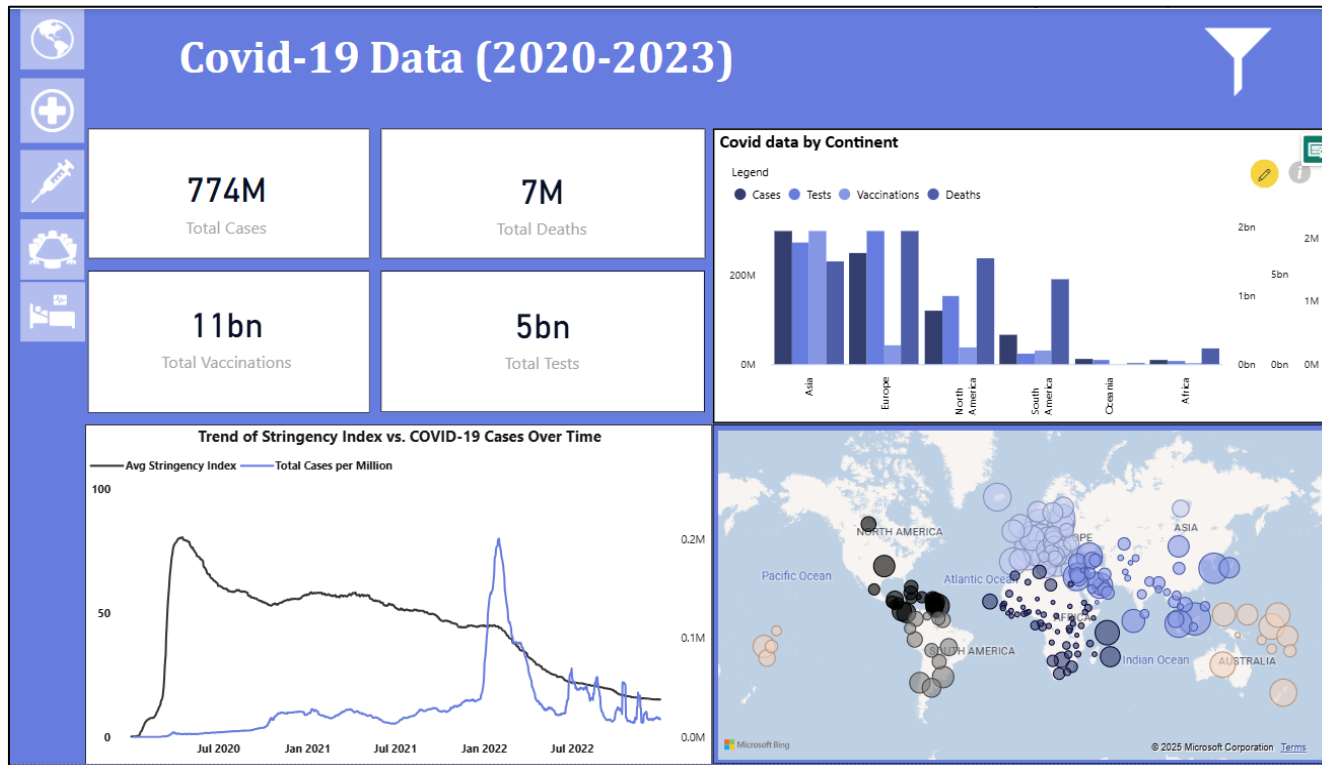 Covid-19 Data (2020-2023)
774M
Total Cases
7M
Total Deaths
11bn
Total Vaccinations
5bn
Total Tests
Covid data by Continent
Legend
Cases Tests Vaccinations Deaths
2bn
2M
200M
5bn
1bn
1M
0M
0bn 0bn 0M
Asia
Europe
North
America
South
America
Oceania
Africa
Trend of Stringency Index vs. COVID-19 Cases Over Time
Avg Stringency Index Total Cases per Million
100
0.2M
50
0.1M
0
0.0M
Jul 2020 Jan 2021 Jul 2021 Jan 2022 Jul 2022
NORTH AMERICA
ASIA
Pacific Ocean
Atlantic Ocean
AFRICA
SOUTH AMERICA
Indian Ocean
AUSTRALIA
Microsoft Bing
© 2025 Microsoft Corporation Terms